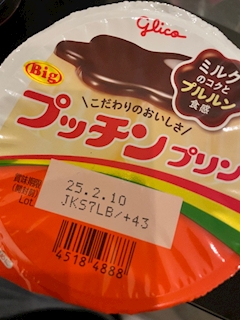 glico
ミルク
のコクと
プルルン
食感
Big
こだわりのおいしさ
プッチンプリン
賞味期限
(開封前)
Lot
25.2.10
JKS7LB/+43
4518 4888